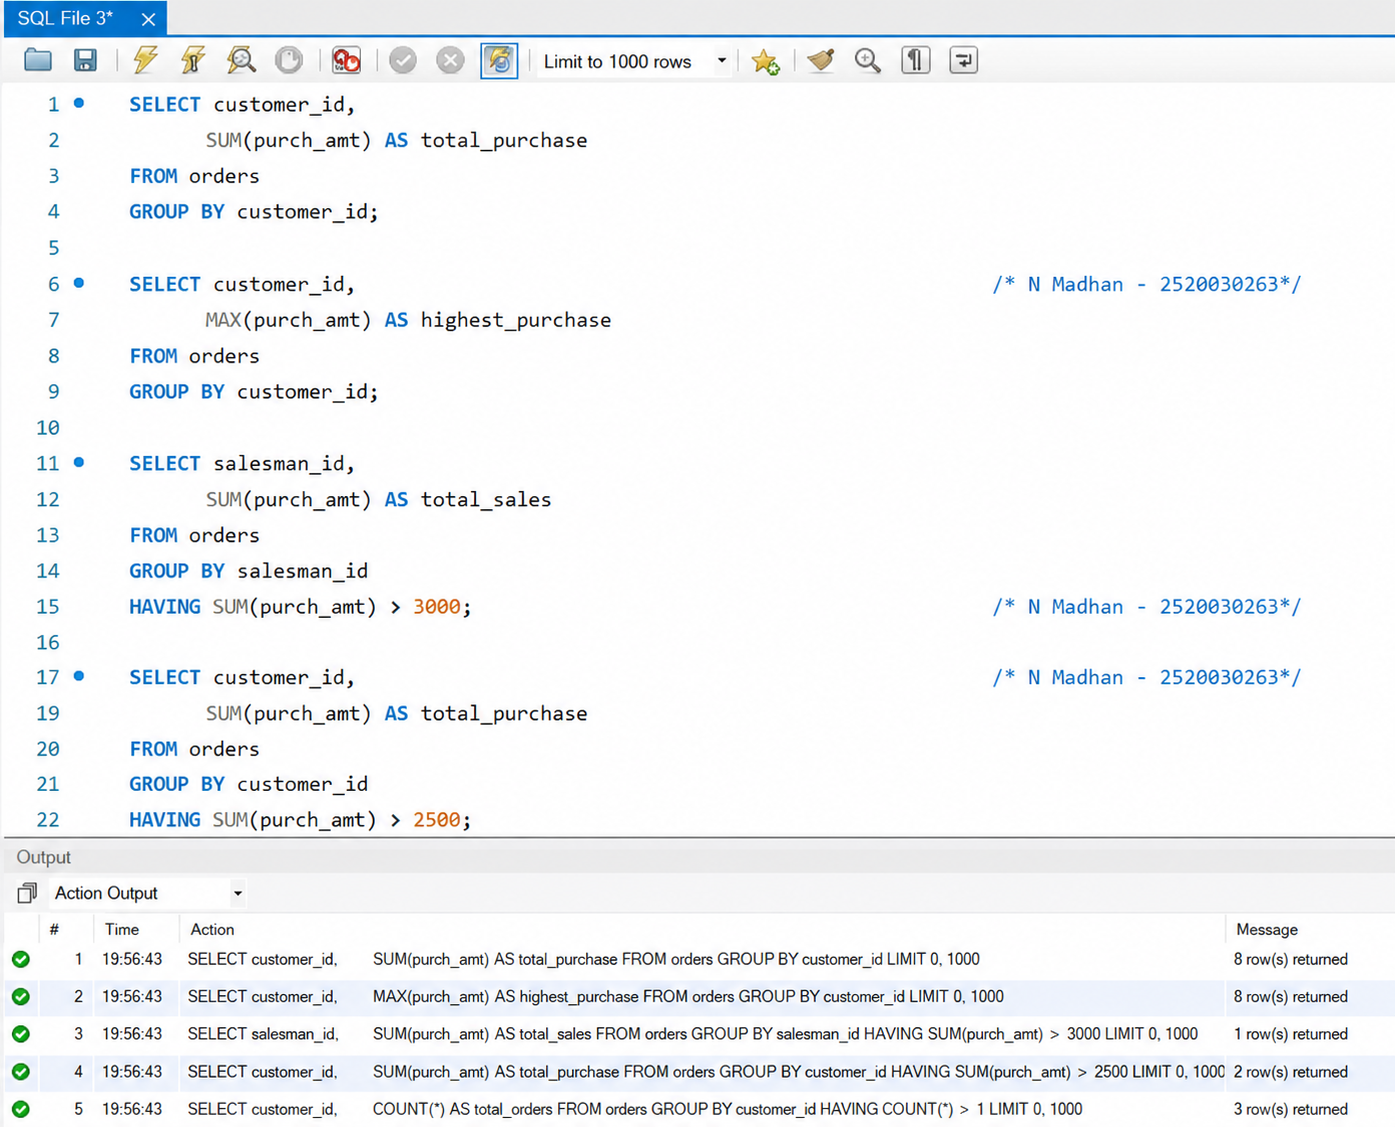 SQL File 3*
Limit to 1000 rows
1 SELECT customer_id,
2 SUM(purch_amt) AS total_purchase
3 FROM orders
4 GROUP BY customer_id;
5
6 SELECT customer_id, /* N Madhan - 2520030263*/
7 MAX(purch_amt) AS highest_purchase
8 FROM orders
9 GROUP BY customer_id;
10
11 SELECT salesman_id,
12 SUM(purch_amt) AS total_sales
13 FROM orders
14 GROUP BY salesman_id
15 HAVING SUM(purch_amt) > 3000; /* N Madhan - 2520030263*/
16
17 SELECT customer_id, /* N Madhan - 2520030263*/
19 SUM(purch_amt) AS total_purchase
20 FROM orders
21 GROUP BY customer_id
22 HAVING SUM(purch_amt) > 2500;
Output
Action Output
# Time Action Message
1 19:56:43 SELECT customer_id, SUM(purch_amt) AS total_purchase FROM orders GROUP BY customer_id LIMIT 0, 1000 8 row(s) returned
2 19:56:43 SELECT customer_id, MAX(purch_amt) AS highest_purchase FROM orders GROUP BY customer_id LIMIT 0, 1000 8 row(s) returned
3 19:56:43 SELECT salesman_id, SUM(purch_amt) AS total_sales FROM orders GROUP BY salesman_id HAVING SUM(purch_amt) > 3000 LIMIT 0, 1000 1 row(s) returned
4 19:56:43 SELECT customer_id, SUM(purch_amt) AS total_purchase FROM orders GROUP BY customer_id HAVING SUM(purch_amt) > 2500 LIMIT 0, 1000 2 row(s) returned
5 19:56:43 SELECT customer_id, COUNT(*) AS total_orders FROM orders GROUP BY customer_id HAVING COUNT(*) > 1 LIMIT 0, 1000 3 row(s) returned